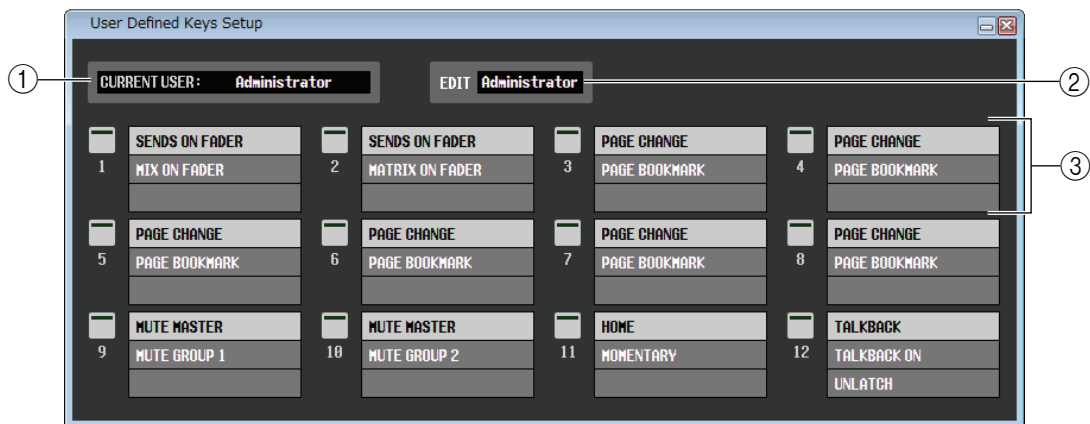 User Defined Keys Setup
1
CURRENT USER: Administrator
EDIT Administrator
2
3
1
SENDS ON FADER
MIX ON FADER
2
SENDS ON FADER
MATRIX ON FADER
3
PAGE CHANGE
PAGE BOOKMARK
4
PAGE CHANGE
PAGE BOOKMARK
5
PAGE CHANGE
PAGE BOOKMARK
6
PAGE CHANGE
PAGE BOOKMARK
7
PAGE CHANGE
PAGE BOOKMARK
8
PAGE CHANGE
PAGE BOOKMARK
9
MUTE MASTER
MUTE GROUP 1
10
MUTE MASTER
MUTE GROUP 2
11
HOME
MOMENTARY
12
TALKBACK
TALKBACK ON
UNLATCH